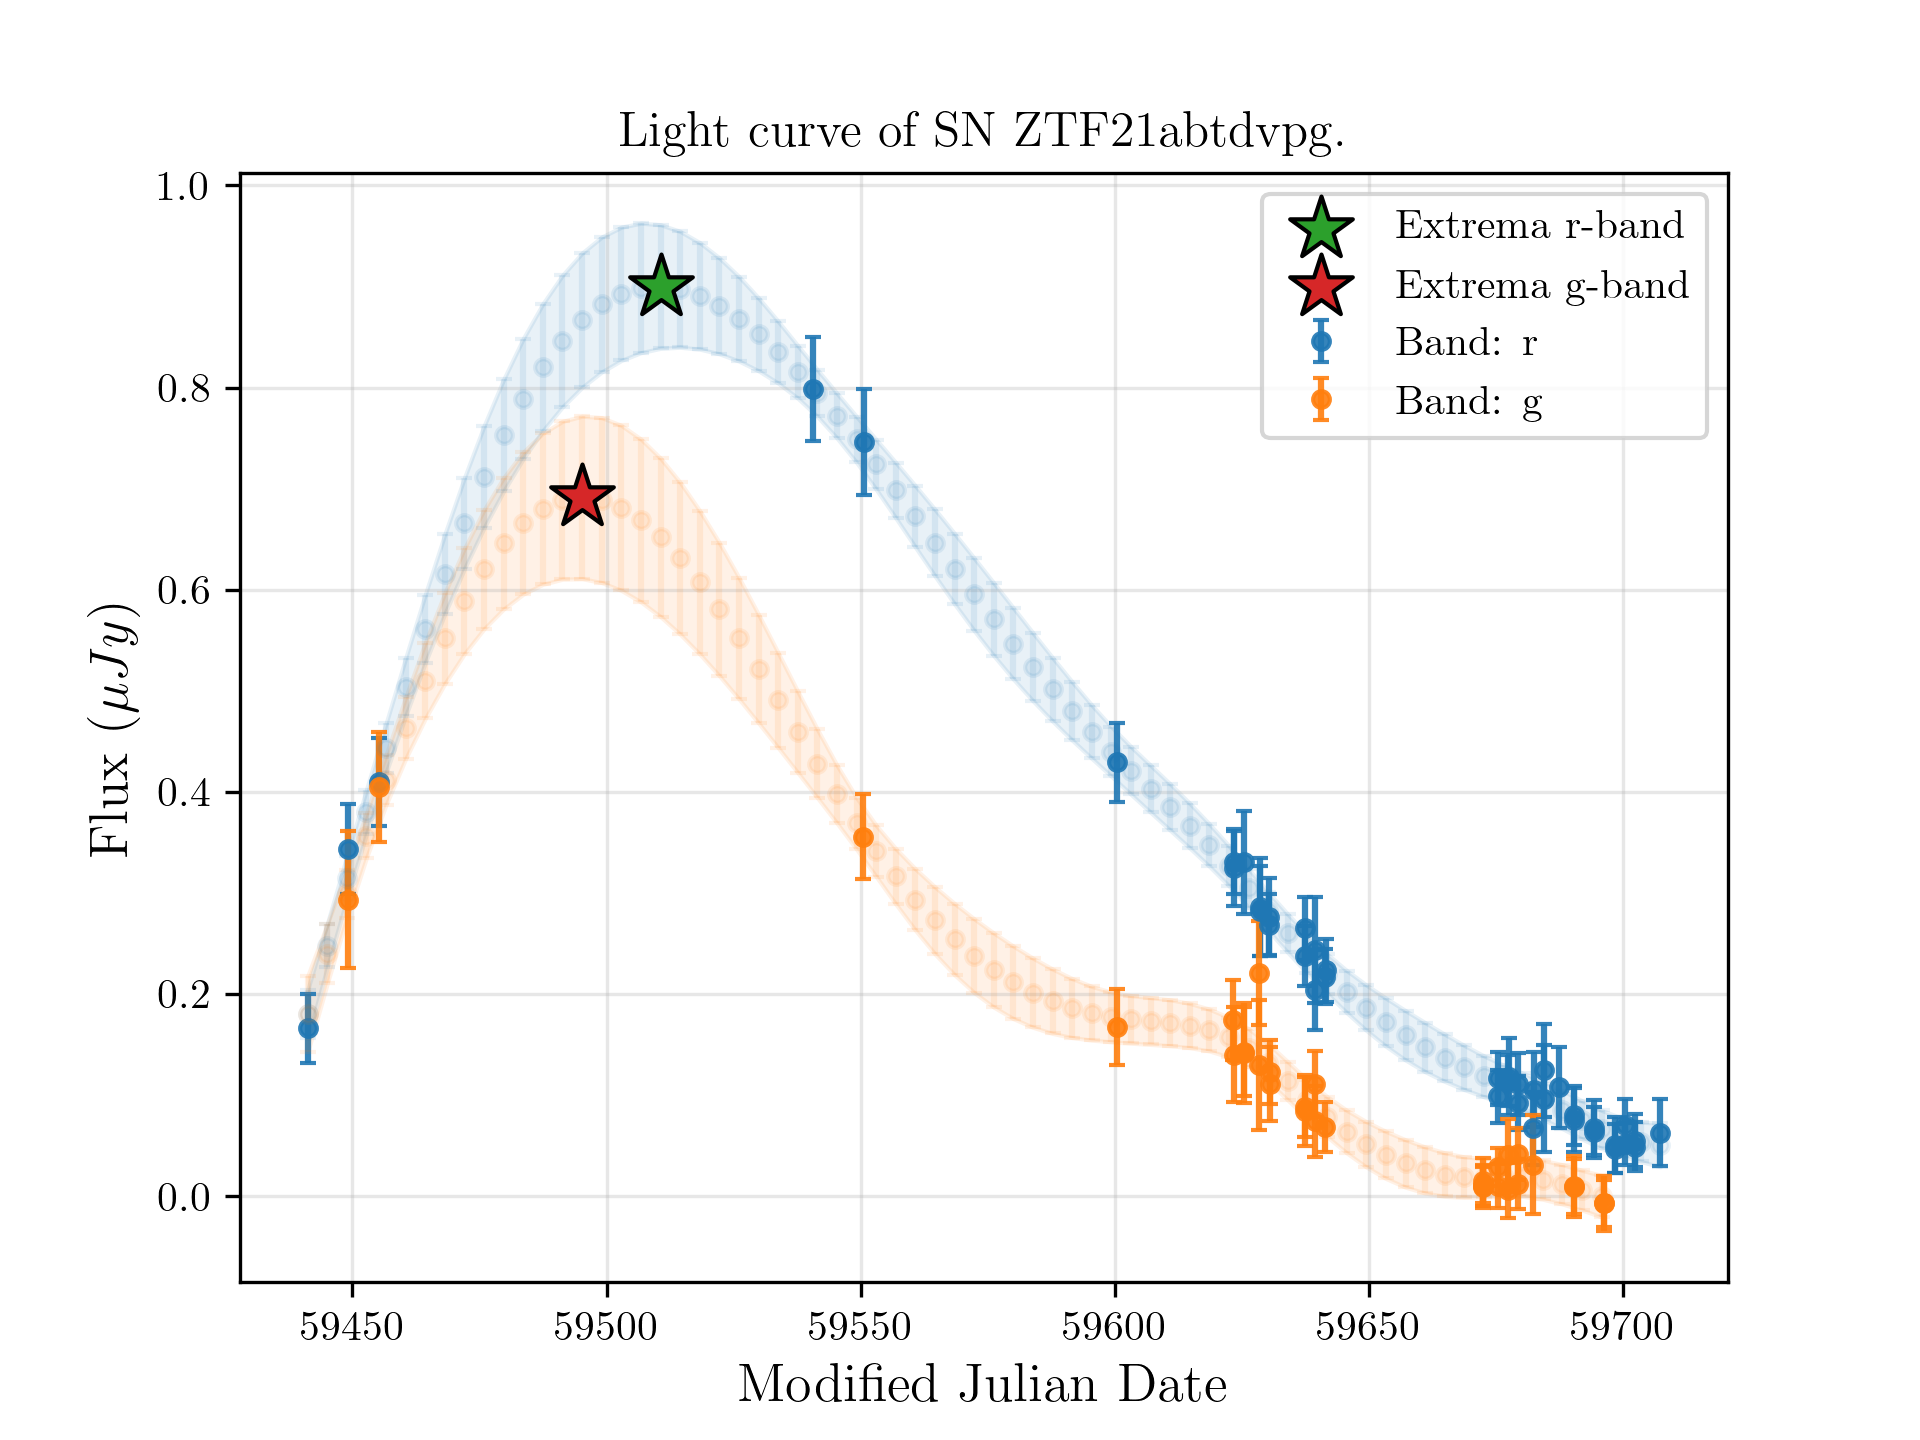 Light curve of SN ZTF21abtdvpg.
Extrema r-band
Extrema g-band
Band: r
Band: g
Flux (μJy)
1.0
0.8
0.6
0.4
0.2
0.0
59450 59500 59550 59600 59650 59700
Modified Julian Date